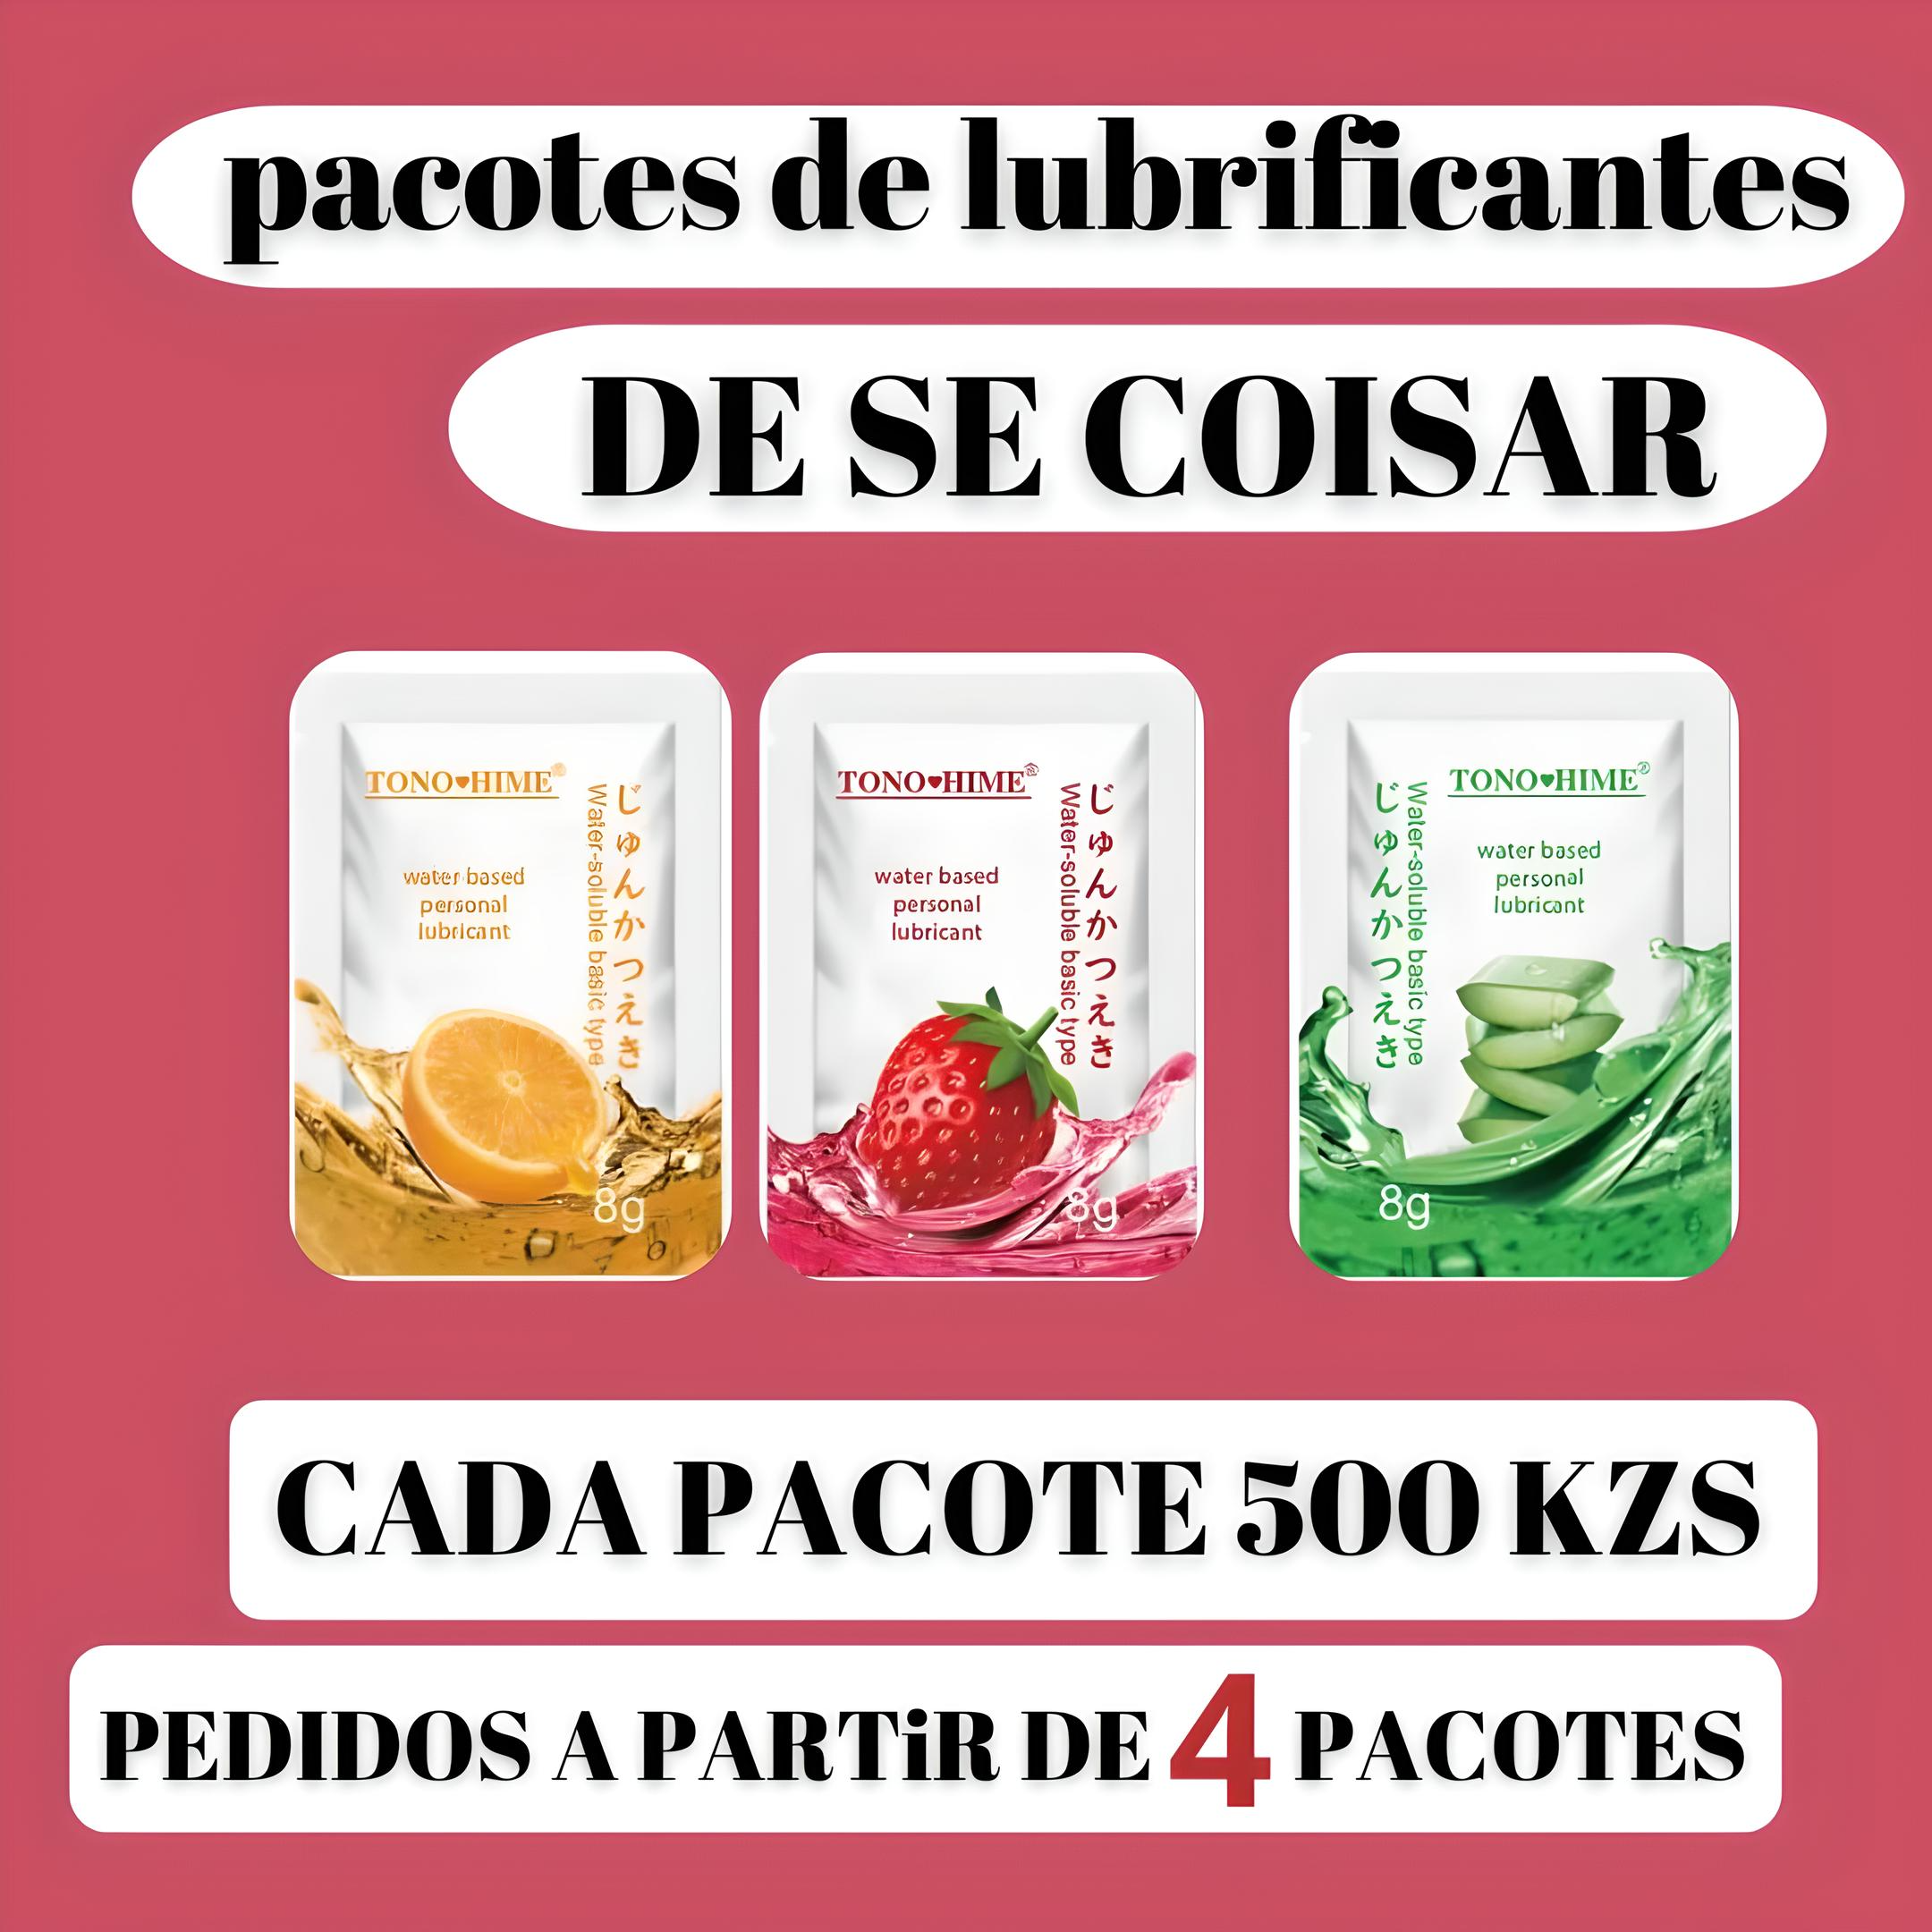 pacotes de lubrificantes
DE SE COISAR
TONO♥HIME
water based
personal
lubricant
Water-soluble basic type
じゅんかつえき
8g
TONO♥HIME
water based
personal
lubricant
Water-soluble basic type
じゅんかつえき
8g
TONO♥HIME®
water based
personal
lubricant
Water-soluble basic type
じゅんかつえき
8g
CADA PACOTE 500 KZS
PEDIDOS A PARTiR DE 4 PACOTES